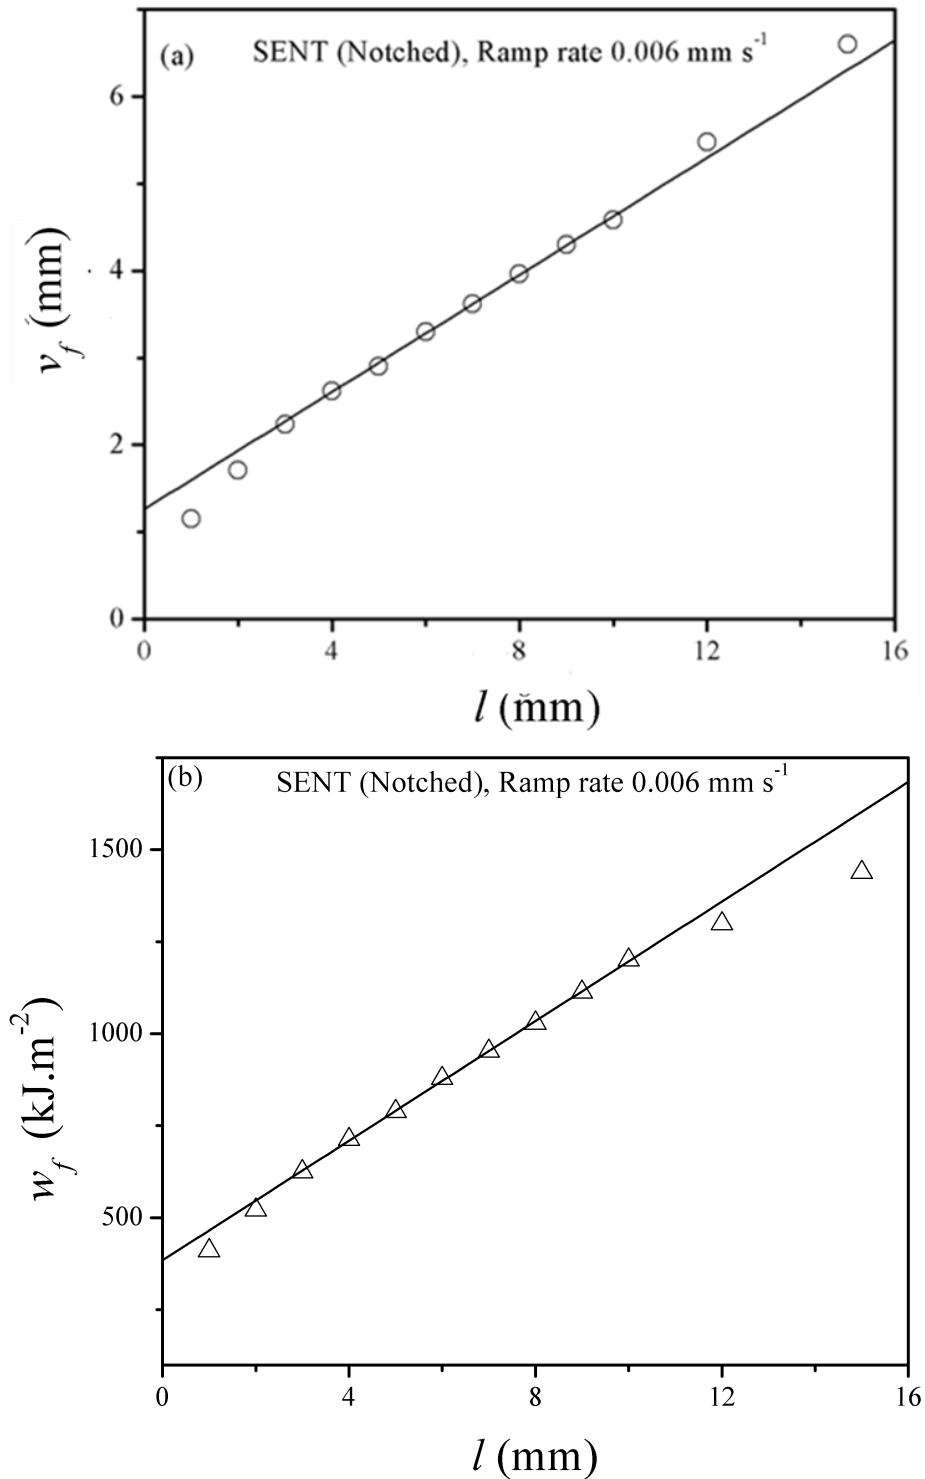 (a) SENT (Notched), Ramp rate 0.006 mm s⁻¹
6
4
2
0
v_f (mm)
0 4 8 12 16
l (mm)
(b) SENT (Notched), Ramp rate 0.006 mm s⁻¹
1500
1000
500
w_f (kJ.m⁻²)
0 4 8 12 16
l (mm)